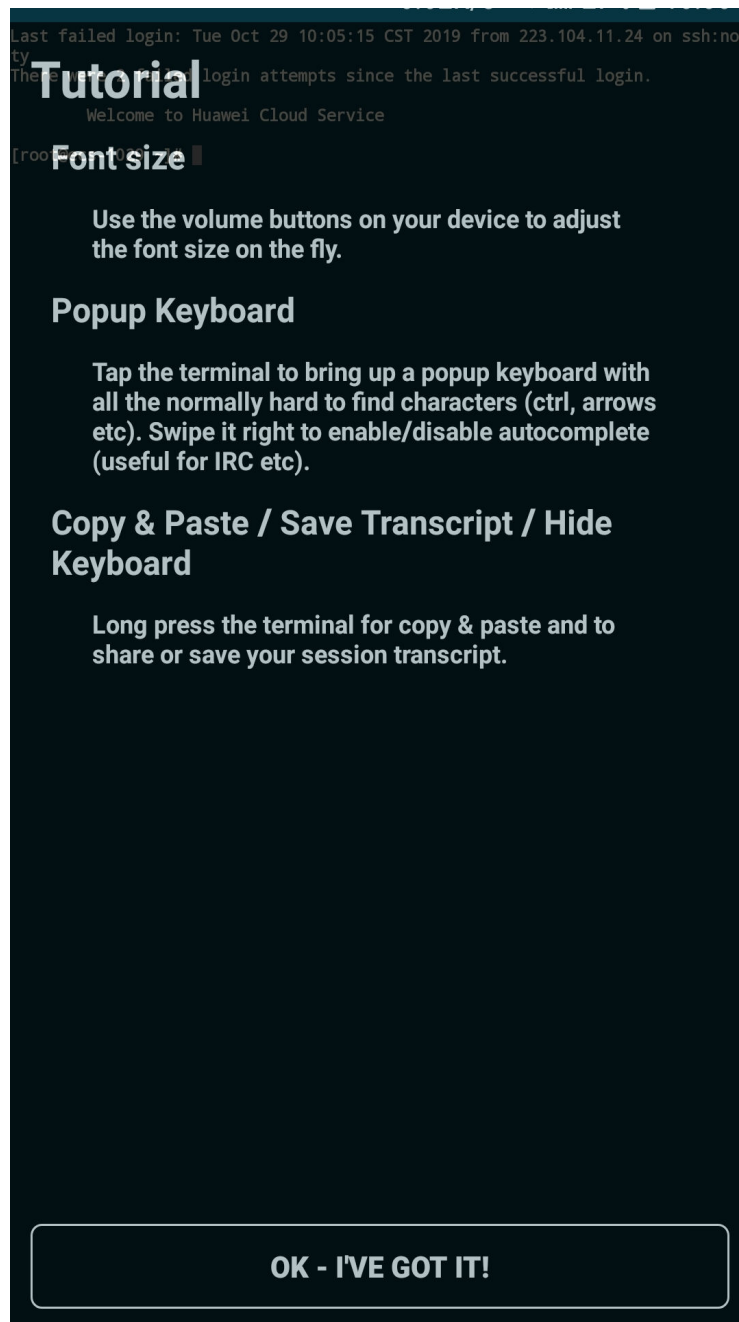 Last failed login: Tue Oct 29 10:05:15 CST 2019 from 223.104.11.24 on ssh:no
ty
There were failed login attempts since the last successful login.
Tutorial
Welcome to Huawei Cloud Service
Font size
Use the volume buttons on your device to adjust
the font size on the fly.
Popup Keyboard
Tap the terminal to bring up a popup keyboard with
all the normally hard to find characters (ctrl, arrows
etc). Swipe it right to enable/disable autocomplete
(useful for IRC etc).
Copy & Paste / Save Transcript / Hide
Keyboard
Long press the terminal for copy & paste and to
share or save your session transcript.
OK - I'VE GOT IT!